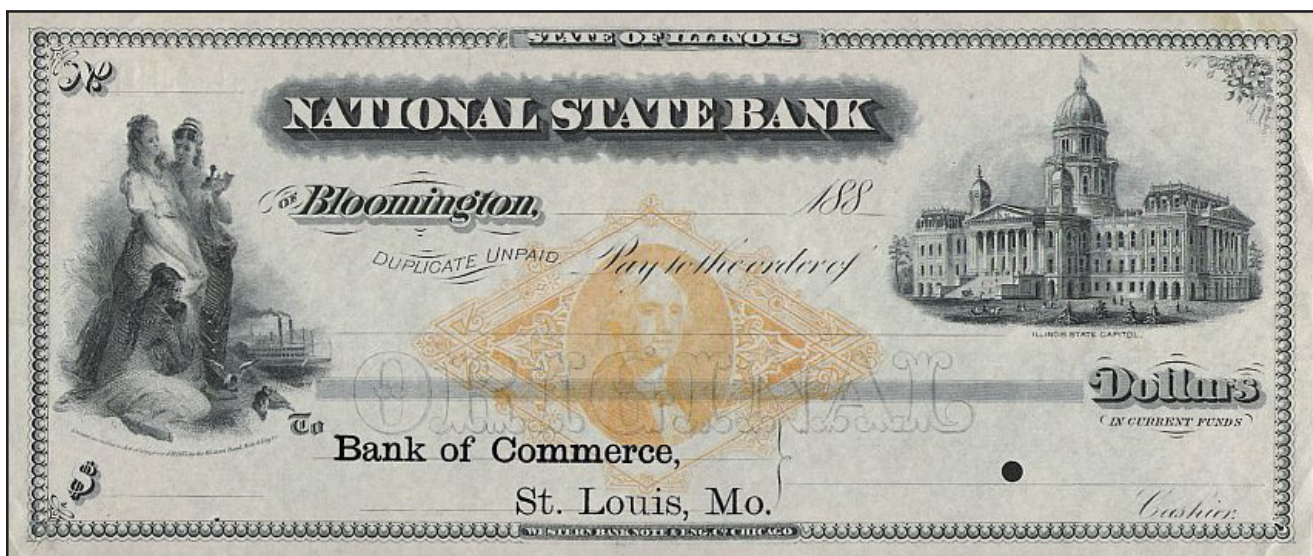 STATE OF ILLINOIS
No
NATIONAL STATE BANK
OF Bloomington, 188
DUPLICATE UNPAID Pay to the order of
ILLINOIS STATE CAPITOL.
ORIGINAL
Dollars
IN CURRENT FUNDS
To Bank of Commerce,
St. Louis, Mo.
$
Cashier.
WESTERN BANK NOTE & ENG. CO. CHICAGO